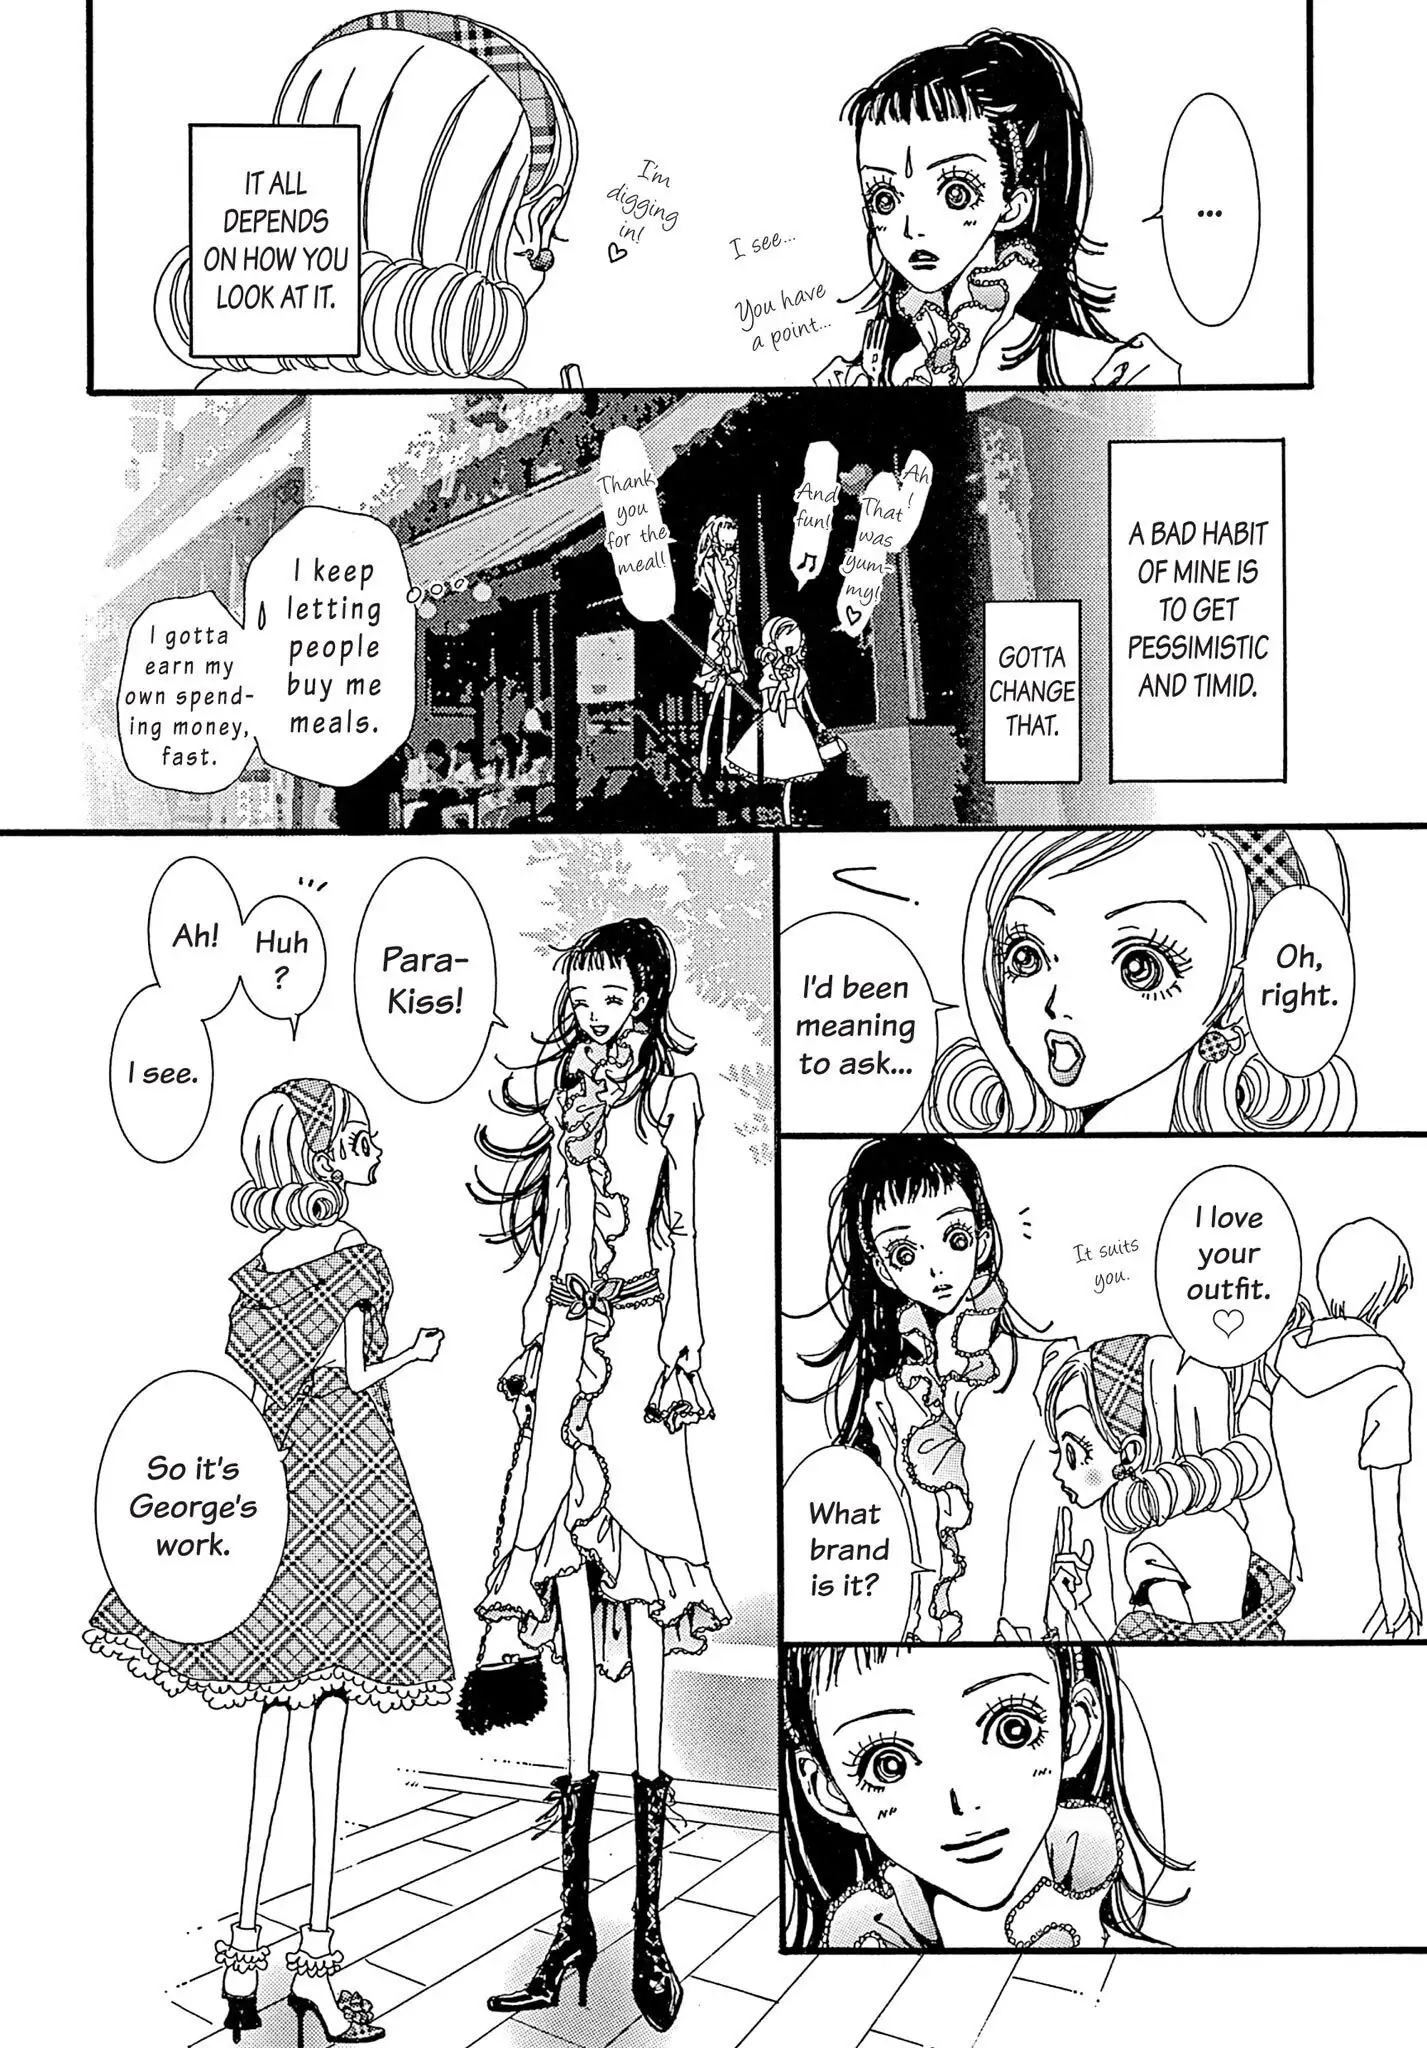 ...
I see...
You have
a point...
I'm
digging
in!
♡
IT ALL
DEPENDS
ON HOW YOU
LOOK AT IT.
A BAD HABIT
OF MINE IS
TO GET
PESSIMISTIC
AND TIMID.
GOTTA
CHANGE
THAT.
Ah
!
That
was
yum-
my!
♡
And
fun!
♫
Thank
you
for the
meal!
I keep
letting
people
buy me
meals.
I gotta
earn my
own spend-
ing money,
fast.
Oh,
right.
I'd been
meaning
to ask...
I love
your
outfit.
♡
It suits
you.
What
brand
is it?
Para-
Kiss!
Huh
?
Ah!
I see.
So it's
George's
work.